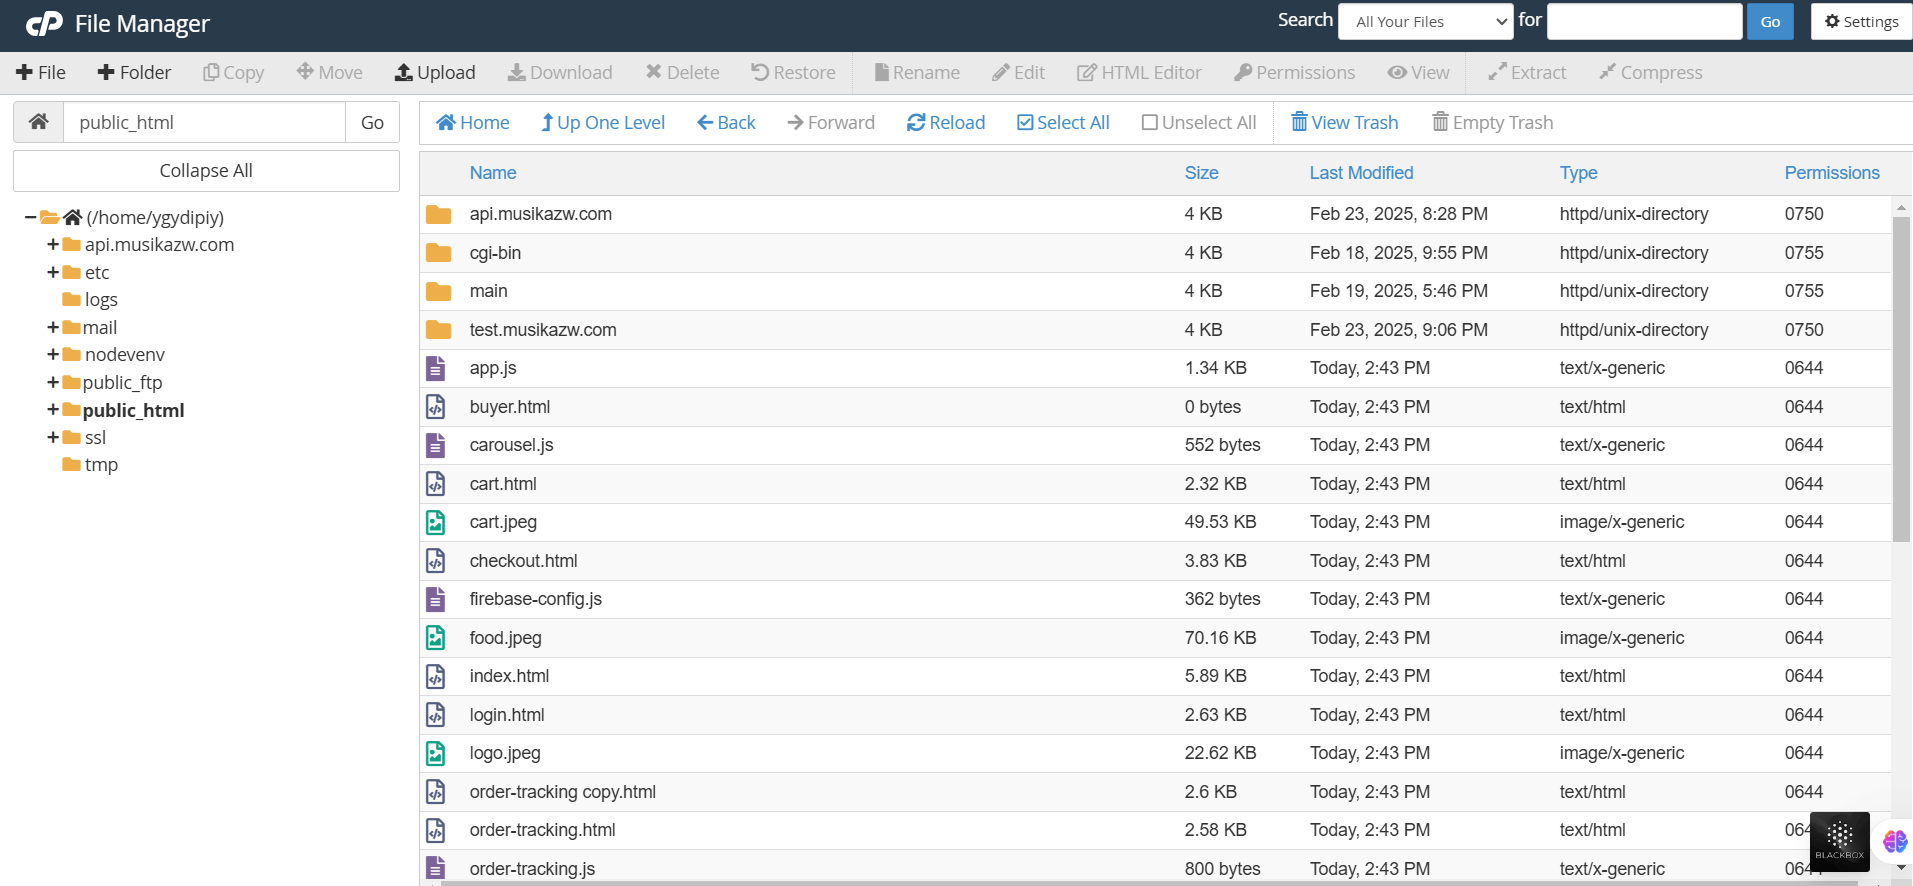 cP File Manager
Search All Your Files for Go Settings
File Folder Copy Move Upload Download Delete Restore Rename Edit HTML Editor Permissions View Extract Compress
public_html Go
Collapse All
(/home/ygydipiy)
api.musikazw.com
etc
logs
mail
nodevenv
public_ftp
public_html
ssl
tmp
Home Up One Level Back Forward Reload Select All Unselect All View Trash Empty Trash
Name Size Last Modified Type Permissions
api.musikazw.com 4 KB Feb 23, 2025, 8:28 PM httpd/unix-directory 0750
cgi-bin 4 KB Feb 18, 2025, 9:55 PM httpd/unix-directory 0755
main 4 KB Feb 19, 2025, 5:46 PM httpd/unix-directory 0755
test.musikazw.com 4 KB Feb 23, 2025, 9:06 PM httpd/unix-directory 0750
app.js 1.34 KB Today, 2:43 PM text/x-generic 0644
buyer.html 0 bytes Today, 2:43 PM text/html 0644
carousel.js 552 bytes Today, 2:43 PM text/x-generic 0644
cart.html 2.32 KB Today, 2:43 PM text/html 0644
cart.jpeg 49.53 KB Today, 2:43 PM image/x-generic 0644
checkout.html 3.83 KB Today, 2:43 PM text/html 0644
firebase-config.js 362 bytes Today, 2:43 PM text/x-generic 0644
food.jpeg 70.16 KB Today, 2:43 PM image/x-generic 0644
index.html 5.89 KB Today, 2:43 PM text/html 0644
login.html 2.63 KB Today, 2:43 PM text/html 0644
logo.jpeg 22.62 KB Today, 2:43 PM image/x-generic 0644
order-tracking copy.html 2.6 KB Today, 2:43 PM text/html 0644
order-tracking.html 2.58 KB Today, 2:43 PM text/html
order-tracking.js 800 bytes Today, 2:43 PM text/x-generic
BLACKBOX